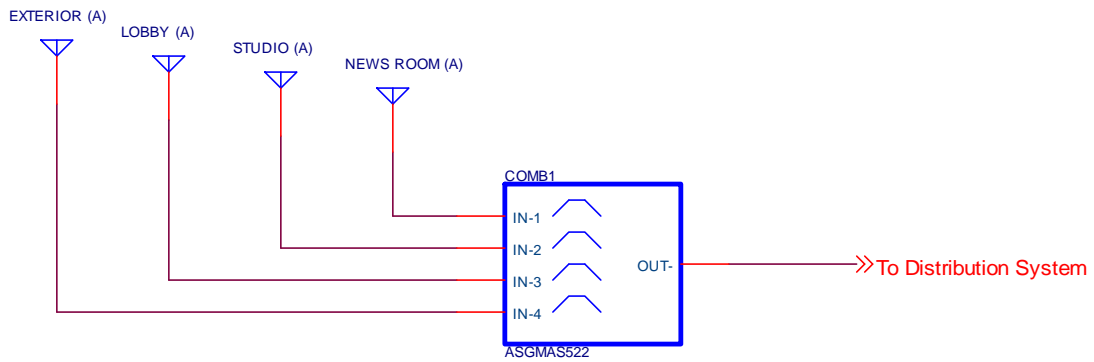 EXTERIOR (A)
LOBBY (A)
STUDIO (A)
NEWS ROOM (A)
COMB1
IN-1
IN-2
IN-3
IN-4
OUT-
To Distribution System
ASGMAS522